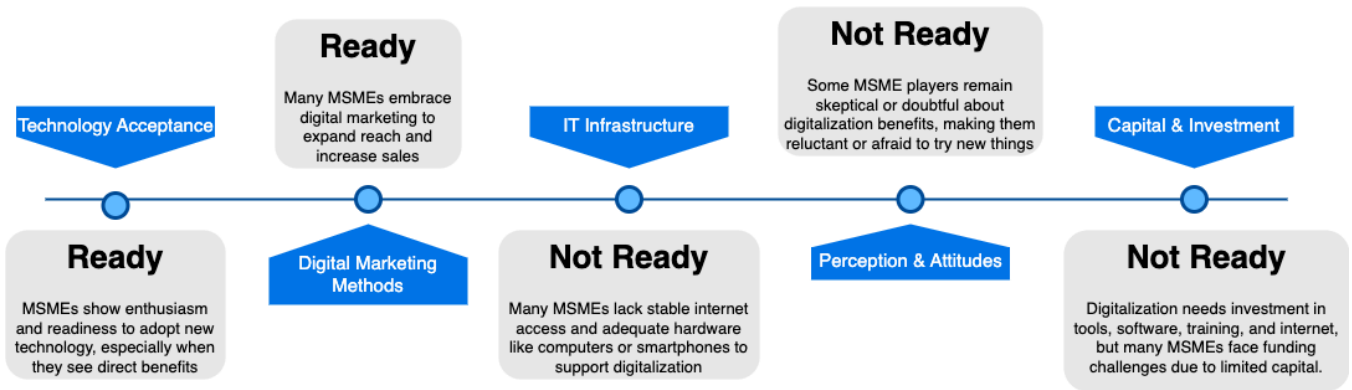 Technology Acceptance
Ready
MSMEs show enthusiasm
and readiness to adopt new
technology, especially when
they see direct benefits
Ready
Many MSMEs embrace
digital marketing to
expand reach and
increase sales
Digital Marketing
Methods
IT Infrastructure
Not Ready
Many MSMEs lack stable internet
access and adequate hardware
like computers or smartphones to
support digitalization
Not Ready
Some MSME players remain
skeptical or doubtful about
digitalization benefits, making them
reluctant or afraid to try new things
Perception & Attitudes
Capital & Investment
Not Ready
Digitalization needs investment in
tools, software, training, and internet,
but many MSMEs face funding
challenges due to limited capital.